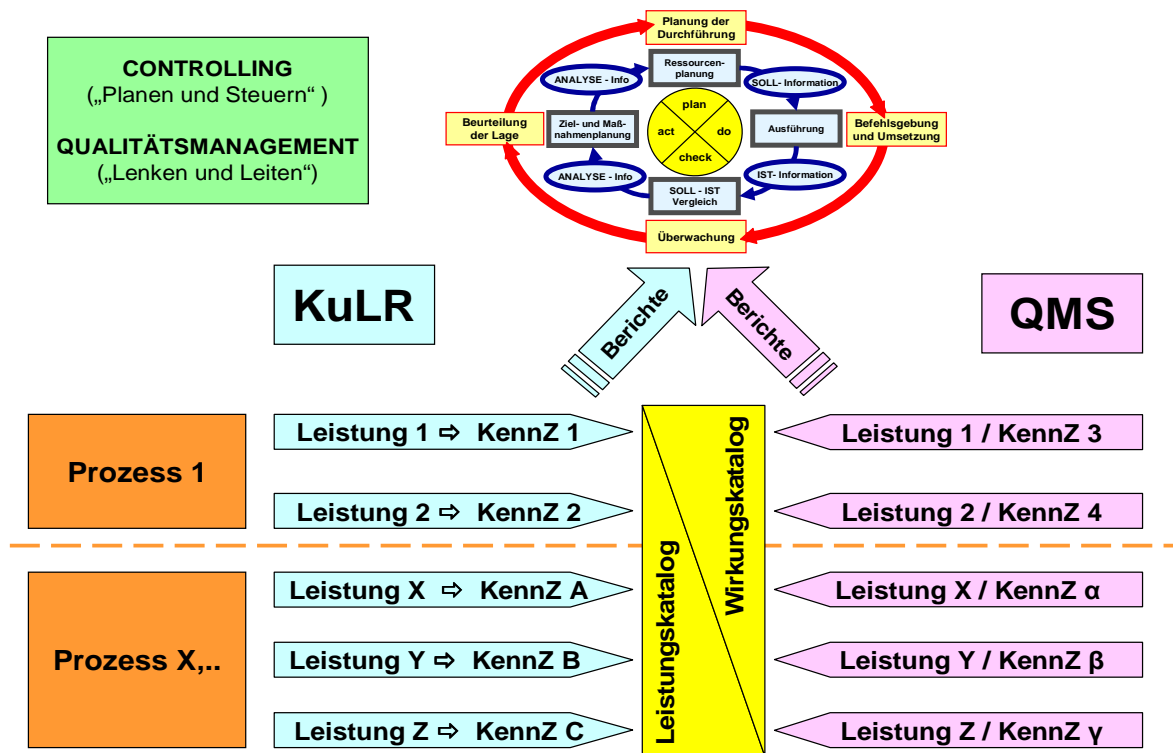 CONTROLLING
(„Planen und Steuern“ )
QUALITÄTSMANAGEMENT
(„Lenken und Leiten“)
Planung der
Durchführung
Ressourcen-
planung
ANALYSE - Info
SOLL- Information
Beurteilung
der Lage
Ziel- und Maß-
nahmenplanung
plan
act
do
check
Ausführung
Befehlsgebung
und Umsetzung
ANALYSE - Info
SOLL - IST
Vergleich
IST- Information
Überwachung
KuLR
Berichte
Berichte
QMS
Prozess 1
Leistung 1 ⇨ KennZ 1
Leistung 1 / KennZ 3
Leistung 2 ⇨ KennZ 2
Leistung 2 / KennZ 4
Leistungskatalog
Wirkungskatalog
Prozess X,..
Leistung X ⇨ KennZ A
Leistung X / KennZ α
Leistung Y ⇨ KennZ B
Leistung Y / KennZ β
Leistung Z ⇨ KennZ C
Leistung Z / KennZ γ